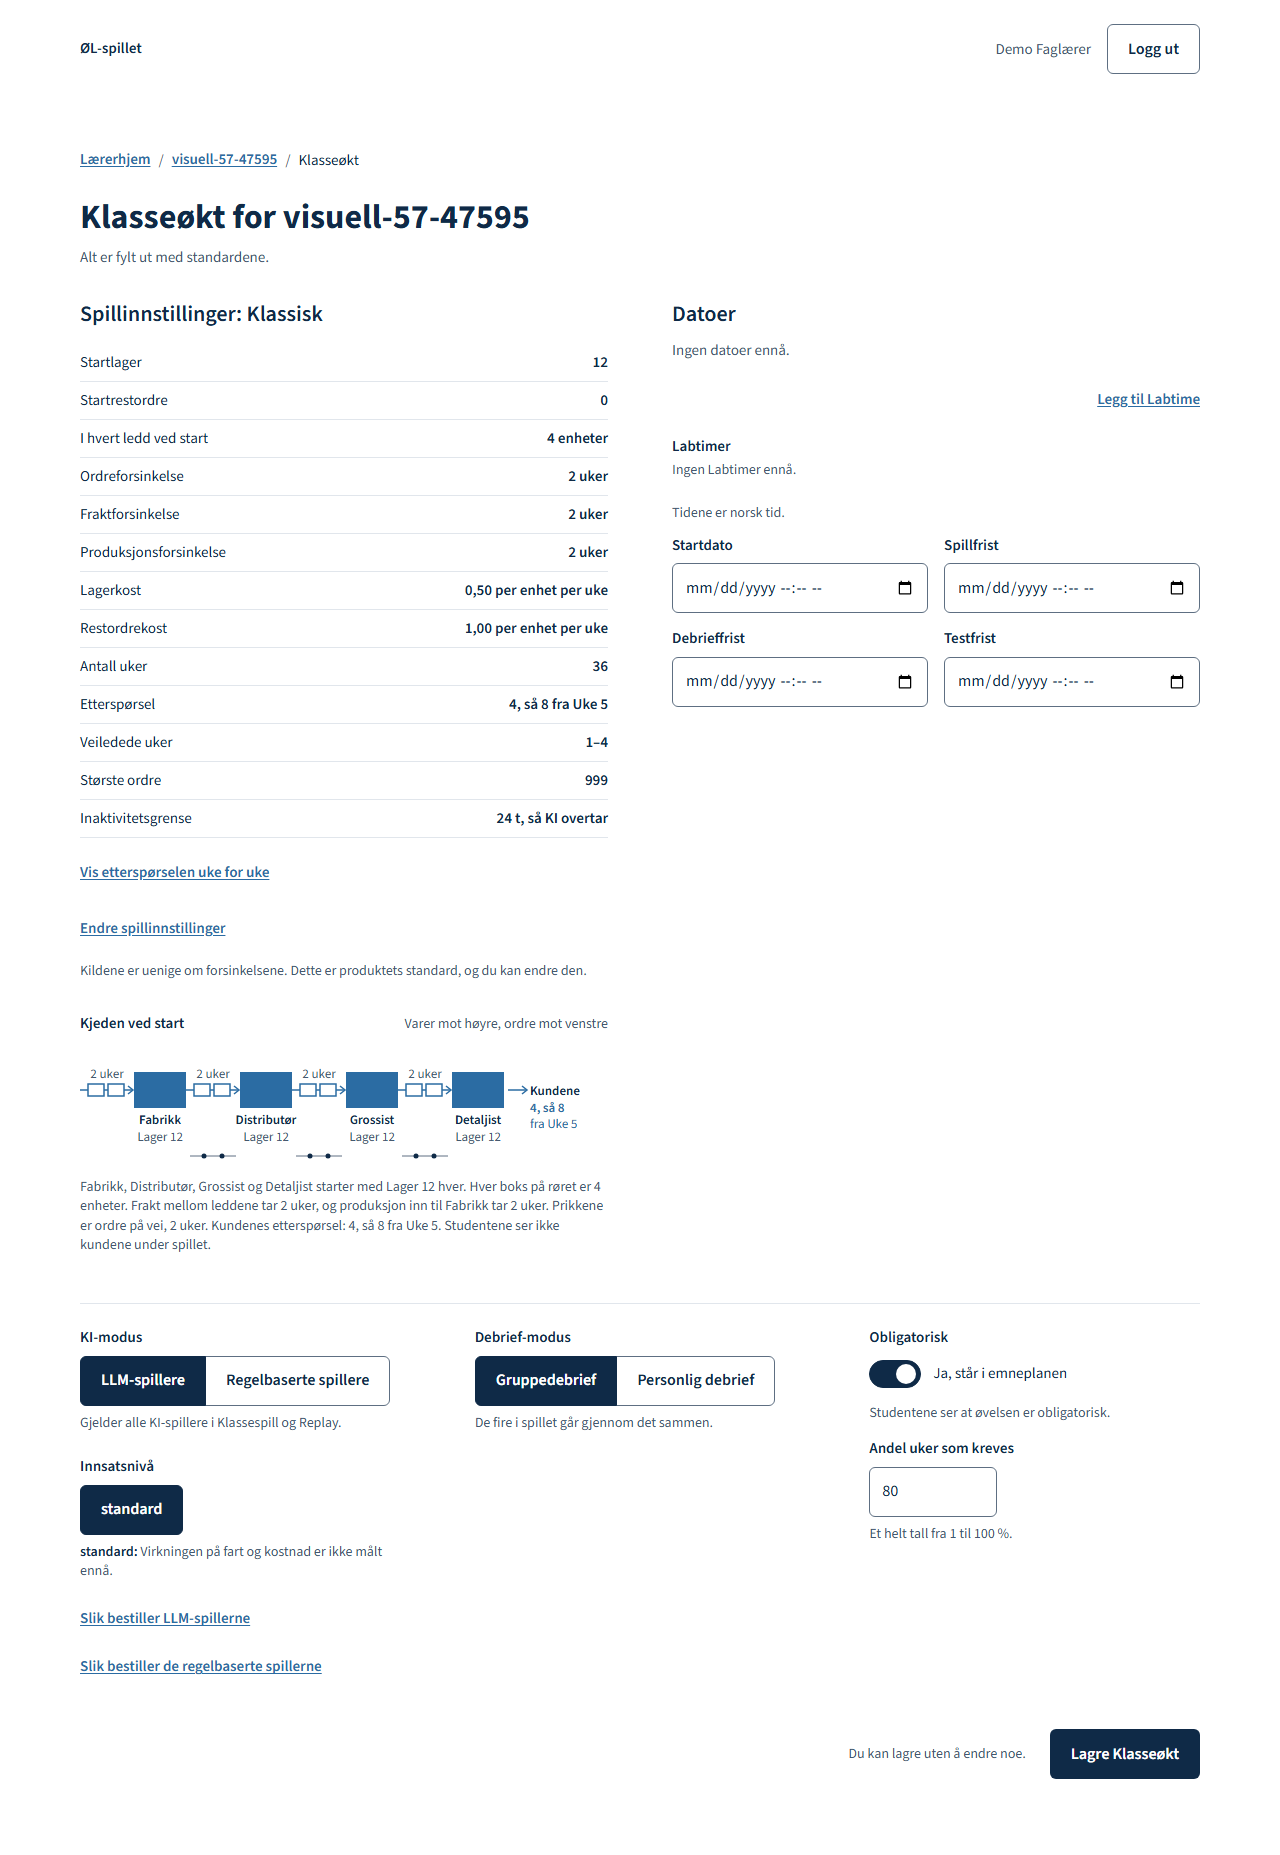 ØL-spillet
Demo Faglærer
Logg ut
Lærerhjem / visuell-57-47595 / Klasseøkt
Klasseøkt for visuell-57-47595
Alt er fylt ut med standardene.
Spillinnstillinger: Klassisk
Startlager 12
Startrestordre 0
I hvert ledd ved start 4 enheter
Ordreforsinkelse 2 uker
Fraktforsinkelse 2 uker
Produksjonsforsinkelse 2 uker
Lagerkost 0,50 per enhet per uke
Restordrekost 1,00 per enhet per uke
Antall uker 36
Etterspørsel 4, så 8 fra Uke 5
Veiledede uker 1–4
Største ordre 999
Inaktivitetsgrense 24 t, så KI overtar
Vis etterspørselen uke for uke
Endre spillinnstillinger
Kildene er uenige om forsinkelsene. Dette er produktets standard, og du kan endre den.
Kjeden ved start
Varer mot høyre, ordre mot venstre
2 uker 2 uker 2 uker 2 uker
Kundene
4, så 8
fra Uke 5
Fabrikk Distributør Grossist Detaljist
Lager 12 Lager 12 Lager 12 Lager 12
Fabrikk, Distributør, Grossist og Detaljist starter med Lager 12 hver. Hver boks på røret er 4
enheter. Frakt mellom leddene tar 2 uker, og produksjon inn til Fabrikk tar 2 uker. Prikkene
er ordre på vei, 2 uker. Kundenes etterspørsel: 4, så 8 fra Uke 5. Studentene ser ikke
kundene under spillet.
Datoer
Ingen datoer ennå.
Legg til Labtime
Labtimer
Ingen Labtimer ennå.
Tidene er norsk tid.
Startdato Spillfrist
mm/dd/yyyy --:-- -- mm/dd/yyyy --:-- --
Debrieffrist Testfrist
mm/dd/yyyy --:-- -- mm/dd/yyyy --:-- --
KI-modus
LLM-spillere Regelbaserte spillere
Gjelder alle KI-spillere i Klassespill og Replay.
Innsatsnivå
standard
standard: Virkningen på fart og kostnad er ikke målt
ennå.
Slik bestiller LLM-spillerne
Slik bestiller de regelbaserte spillerne
Debrief-modus
Gruppedebrief Personlig debrief
De fire i spillet går gjennom det sammen.
Obligatorisk
Ja, står i emneplanen
Studentene ser at øvelsen er obligatorisk.
Andel uker som kreves
80
Et helt tall fra 1 til 100 %.
Du kan lagre uten å endre noe.
Lagre Klasseøkt